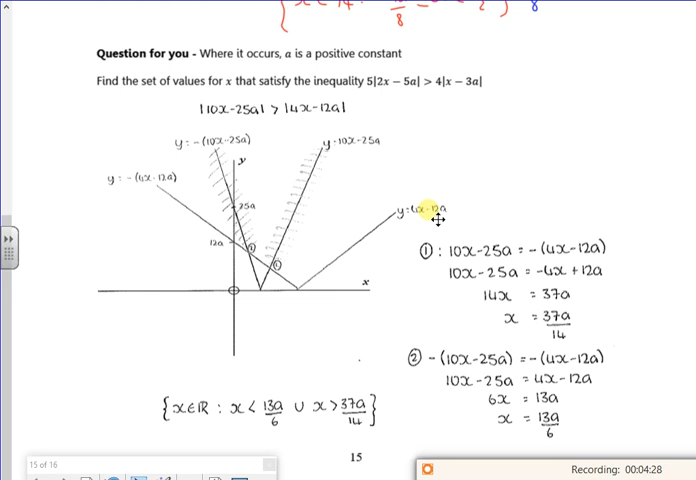 Question for you - Where it occurs, a is a positive constant
Find the set of values for x that satisfy the inequality 5|2x − 5a| > 4|x − 3a|
|10x-25a| > |4x-12a|
y = -(10x-25a)
y=10x-25a
y = -(4x-12a)
y
25a
y=4x-12a
12a
②
①
x
① : 10x-25a = -(4x-12a)
10x-25a = -4x+12a
14x = 37a
x = 37a/14
② -(10x-25a) = -(4x-12a)
10x-25a = 4x-12a
6x = 13a
x = 13a/6
{x∈ℝ : x < 13a/6 ∪ x > 37a/14}
15
15 of 16
Recording: 00:04:28